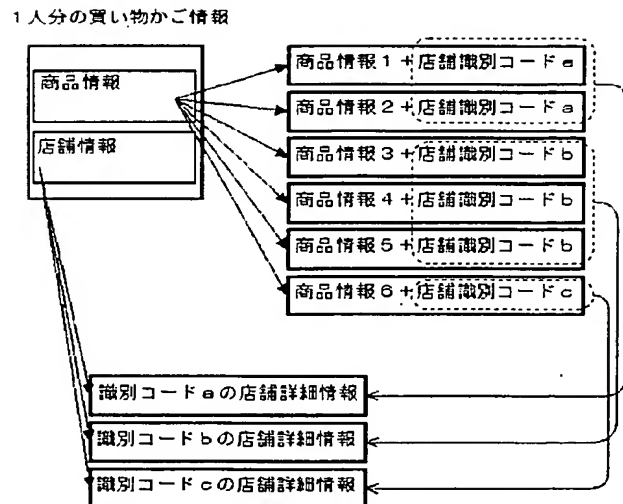 1人分の買い物かご情報
商品情報
店舗情報
商品情報1+店舗識別コードa
商品情報2+店舗識別コードa
商品情報3+店舗識別コードb
商品情報4+店舗識別コードb
商品情報5+店舗識別コードb
商品情報6+店舗識別コードc
識別コードaの店舗詳細情報
識別コードbの店舗詳細情報
識別コードcの店舗詳細情報